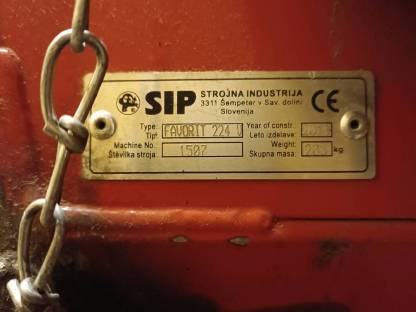 SIP STROJNA INDUSTRIJA CE
3311 Šempeter v Sav. dolini
Slovenija
Type: FAVORIT 224 Year of constr.
Tip: Leto izdelave:
Machine No.: 1507 Weight: kg
Številka stroja: Skupna masa: